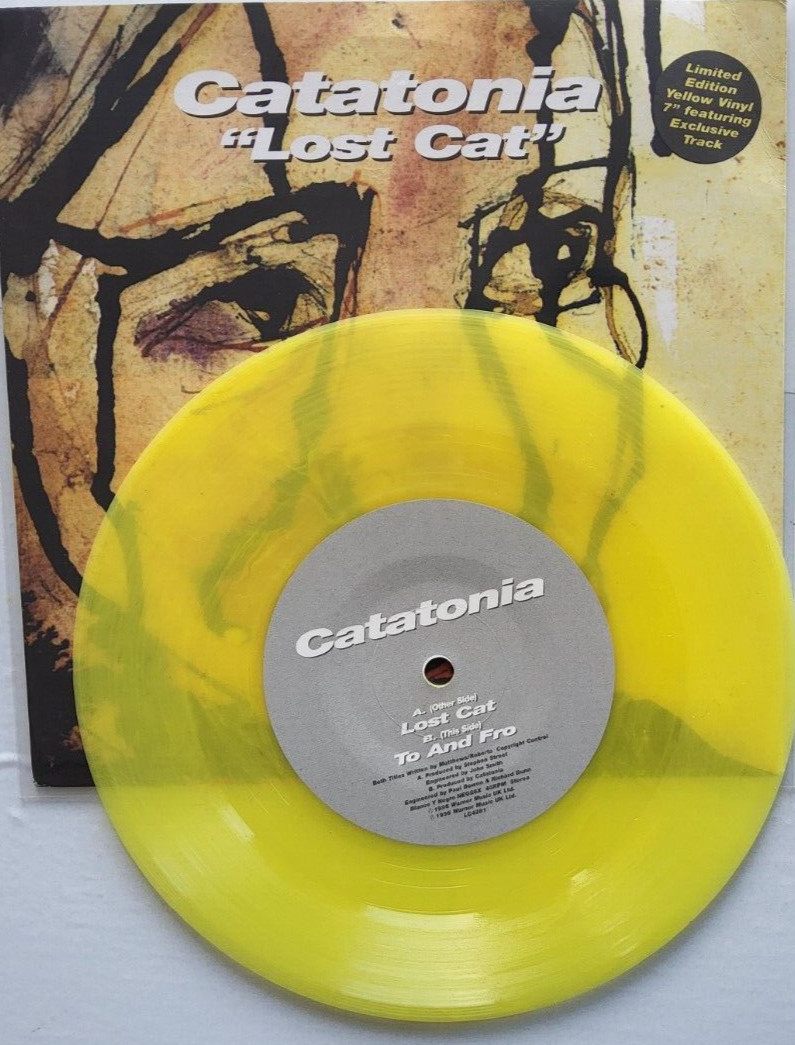 Catatonia
“Lost Cat”
Limited
Edition
Yellow Vinyl
7” featuring
Exclusive
Track
Catatonia
A. (Other Side)
Lost Cat
B. (This Side)
To And Fro
Both Titles Written by Matthews/Roberts Copyright Control
A. Produced by Stephen Street
Engineered by John Smith
B. Produced by Catatonia
Engineered by Paul & Richard Dunn
Blanco Y Negro NEG88X 45RPM Stereo
℗ 1996 Warner Music UK Ltd.
© 1996 Warner Music UK Ltd.